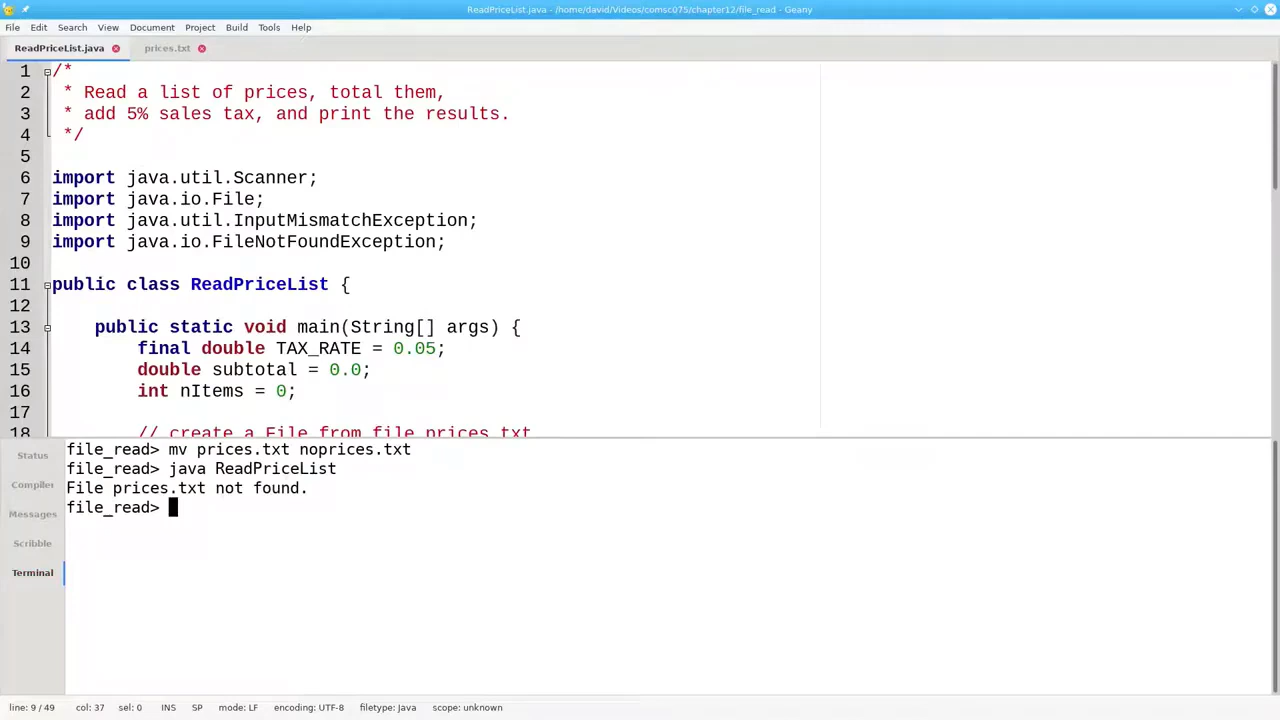 ReadPriceList.java - /home/david/Videos/comsc075/chapter12/file_read - Geany
File Edit Search View Document Project Build Tools Help
ReadPriceList.java prices.txt
1 /*
2  * Read a list of prices, total them,
3  * add 5% sales tax, and print the results.
4  */
5
6 import java.util.Scanner;
7 import java.io.File;
8 import java.util.InputMismatchException;
9 import java.io.FileNotFoundException;
10
11 public class ReadPriceList {
12
13     public static void main(String[] args) {
14         final double TAX_RATE = 0.05;
15         double subtotal = 0.0;
16         int nItems = 0;
17
18         // create a File from file prices.txt
Status
Compiler
Messages
Scribble
Terminal
file_read> mv prices.txt noprices.txt
file_read> java ReadPriceList
File prices.txt not found.
file_read>
line: 9 / 49 col: 37 sel: 0 INS SP mode: LF encoding: UTF-8 filetype: Java scope: unknown